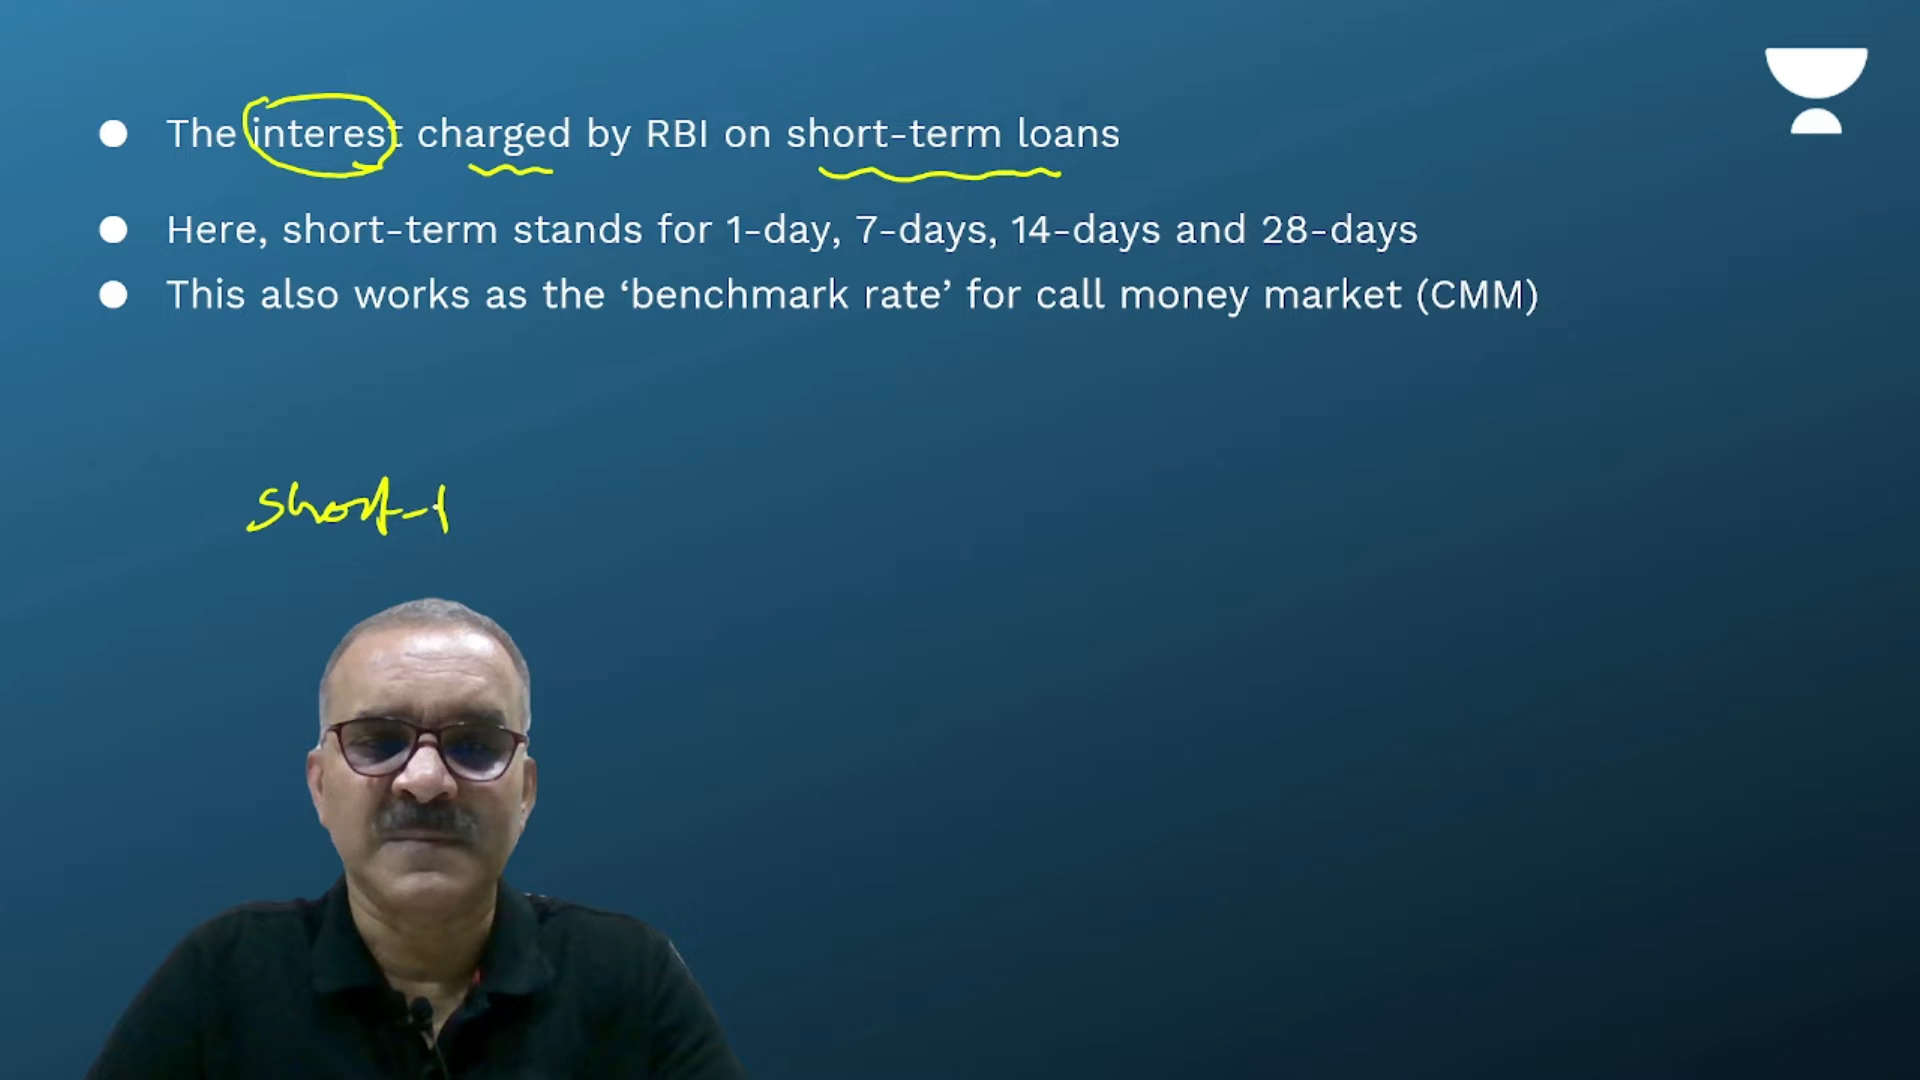 The interest charged by RBI on short-term loans
Here, short-term stands for 1-day, 7-days, 14-days and 28-days
This also works as the ‘benchmark rate’ for call money market (CMM)
short-